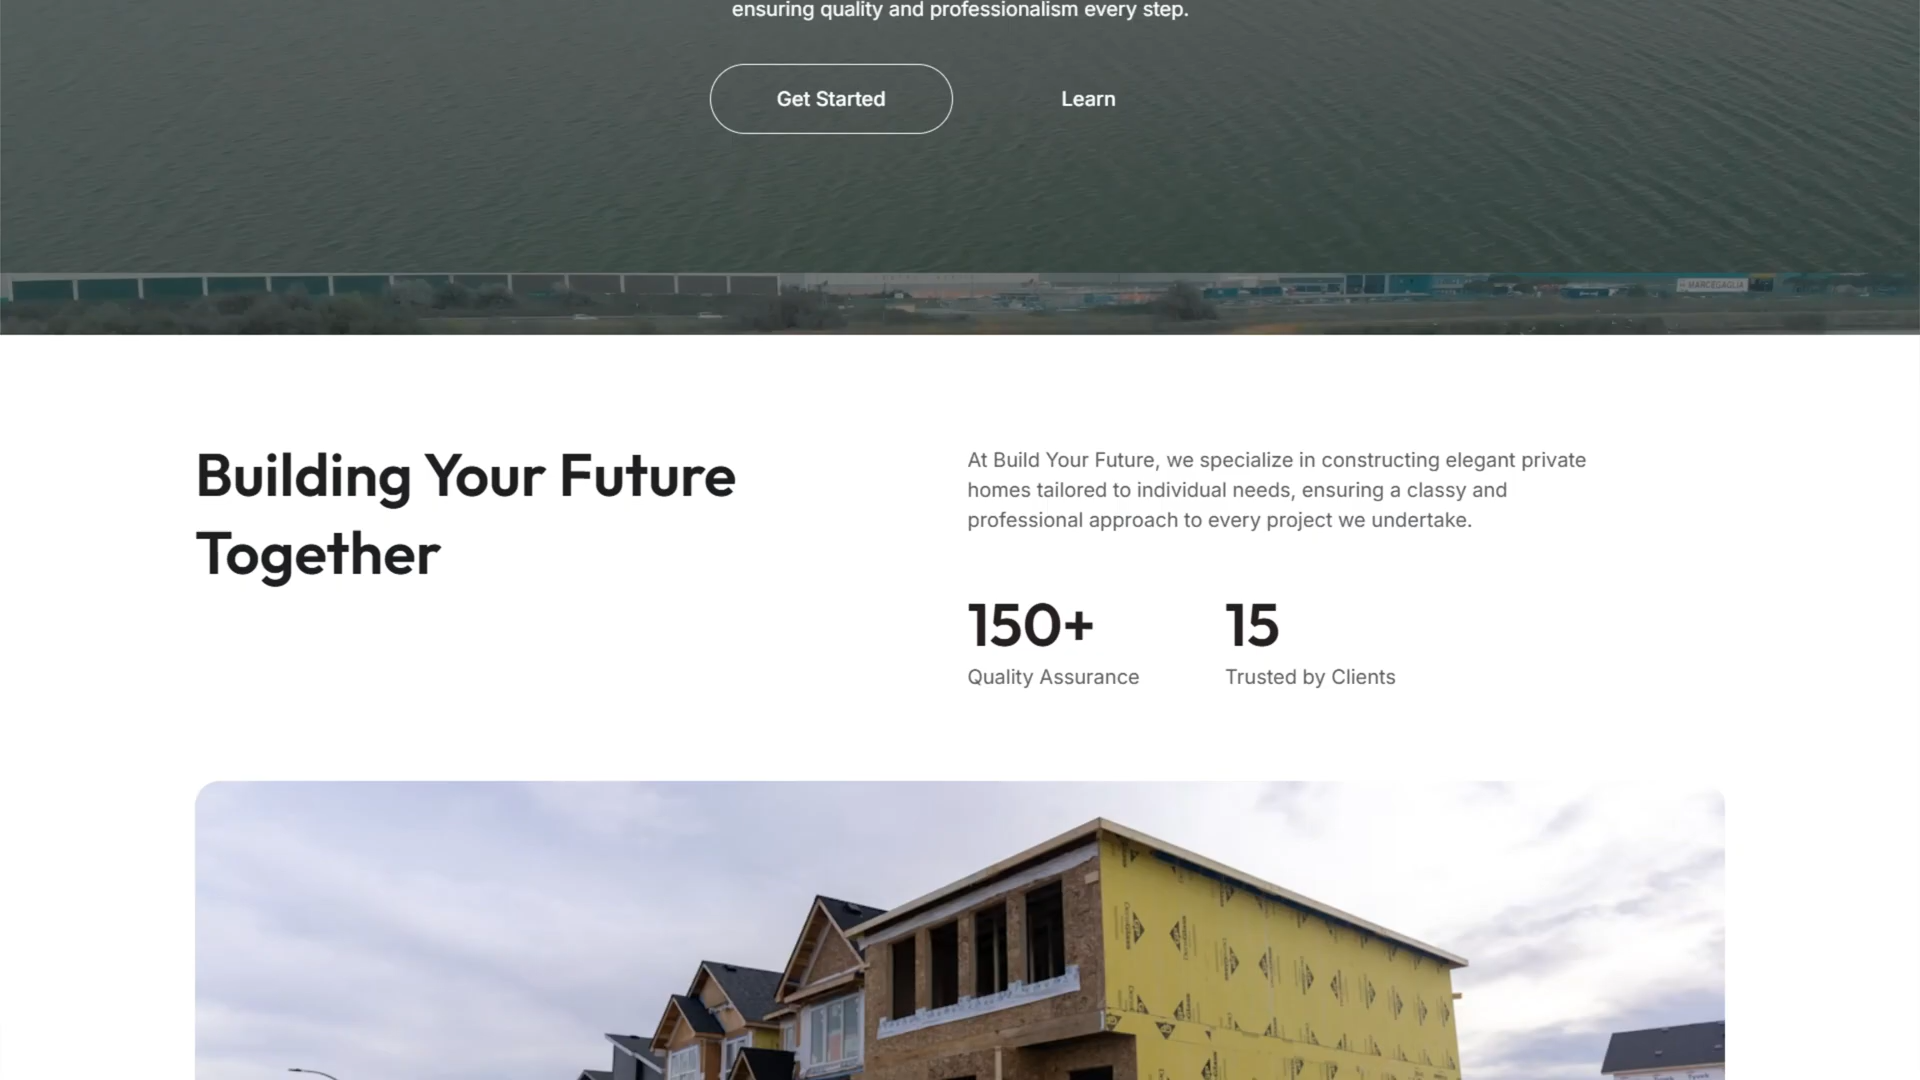 ensuring quality and professionalism every step.
Get Started
Learn
MARCEGAGLIA
Building Your Future
Together
At Build Your Future, we specialize in constructing elegant private
homes tailored to individual needs, ensuring a classy and
professional approach to every project we undertake.
150+
Quality Assurance
15
Trusted by Clients